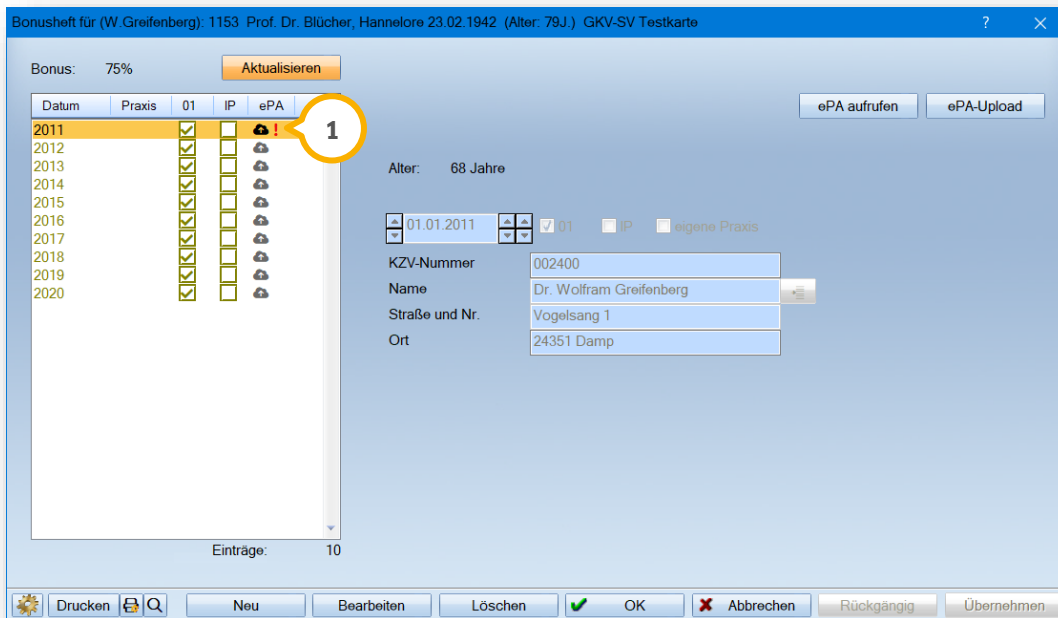 Bonusheft für (W.Greifenberg): 1153 Prof. Dr. Blücher, Hannelore 23.02.1942 (Alter: 79J.) GKV-SV Testkarte ?
Bonus: 75% Aktualisieren
Datum Praxis 01 IP ePA
ePA aufrufen ePA-Upload
2011 ! 1
2012
2013
2014
2015
2016
2017
2018
2019
2020
Alter: 68 Jahre
01.01.2011 01 IP eigene Praxis
KZV-Nummer 002400
Name Dr. Wolfram Greifenberg
Straße und Nr. Vogelsang 1
Ort 24351 Damp
Einträge: 10
Drucken Neu Bearbeiten Löschen OK Abbrechen Rückgängig Übernehmen